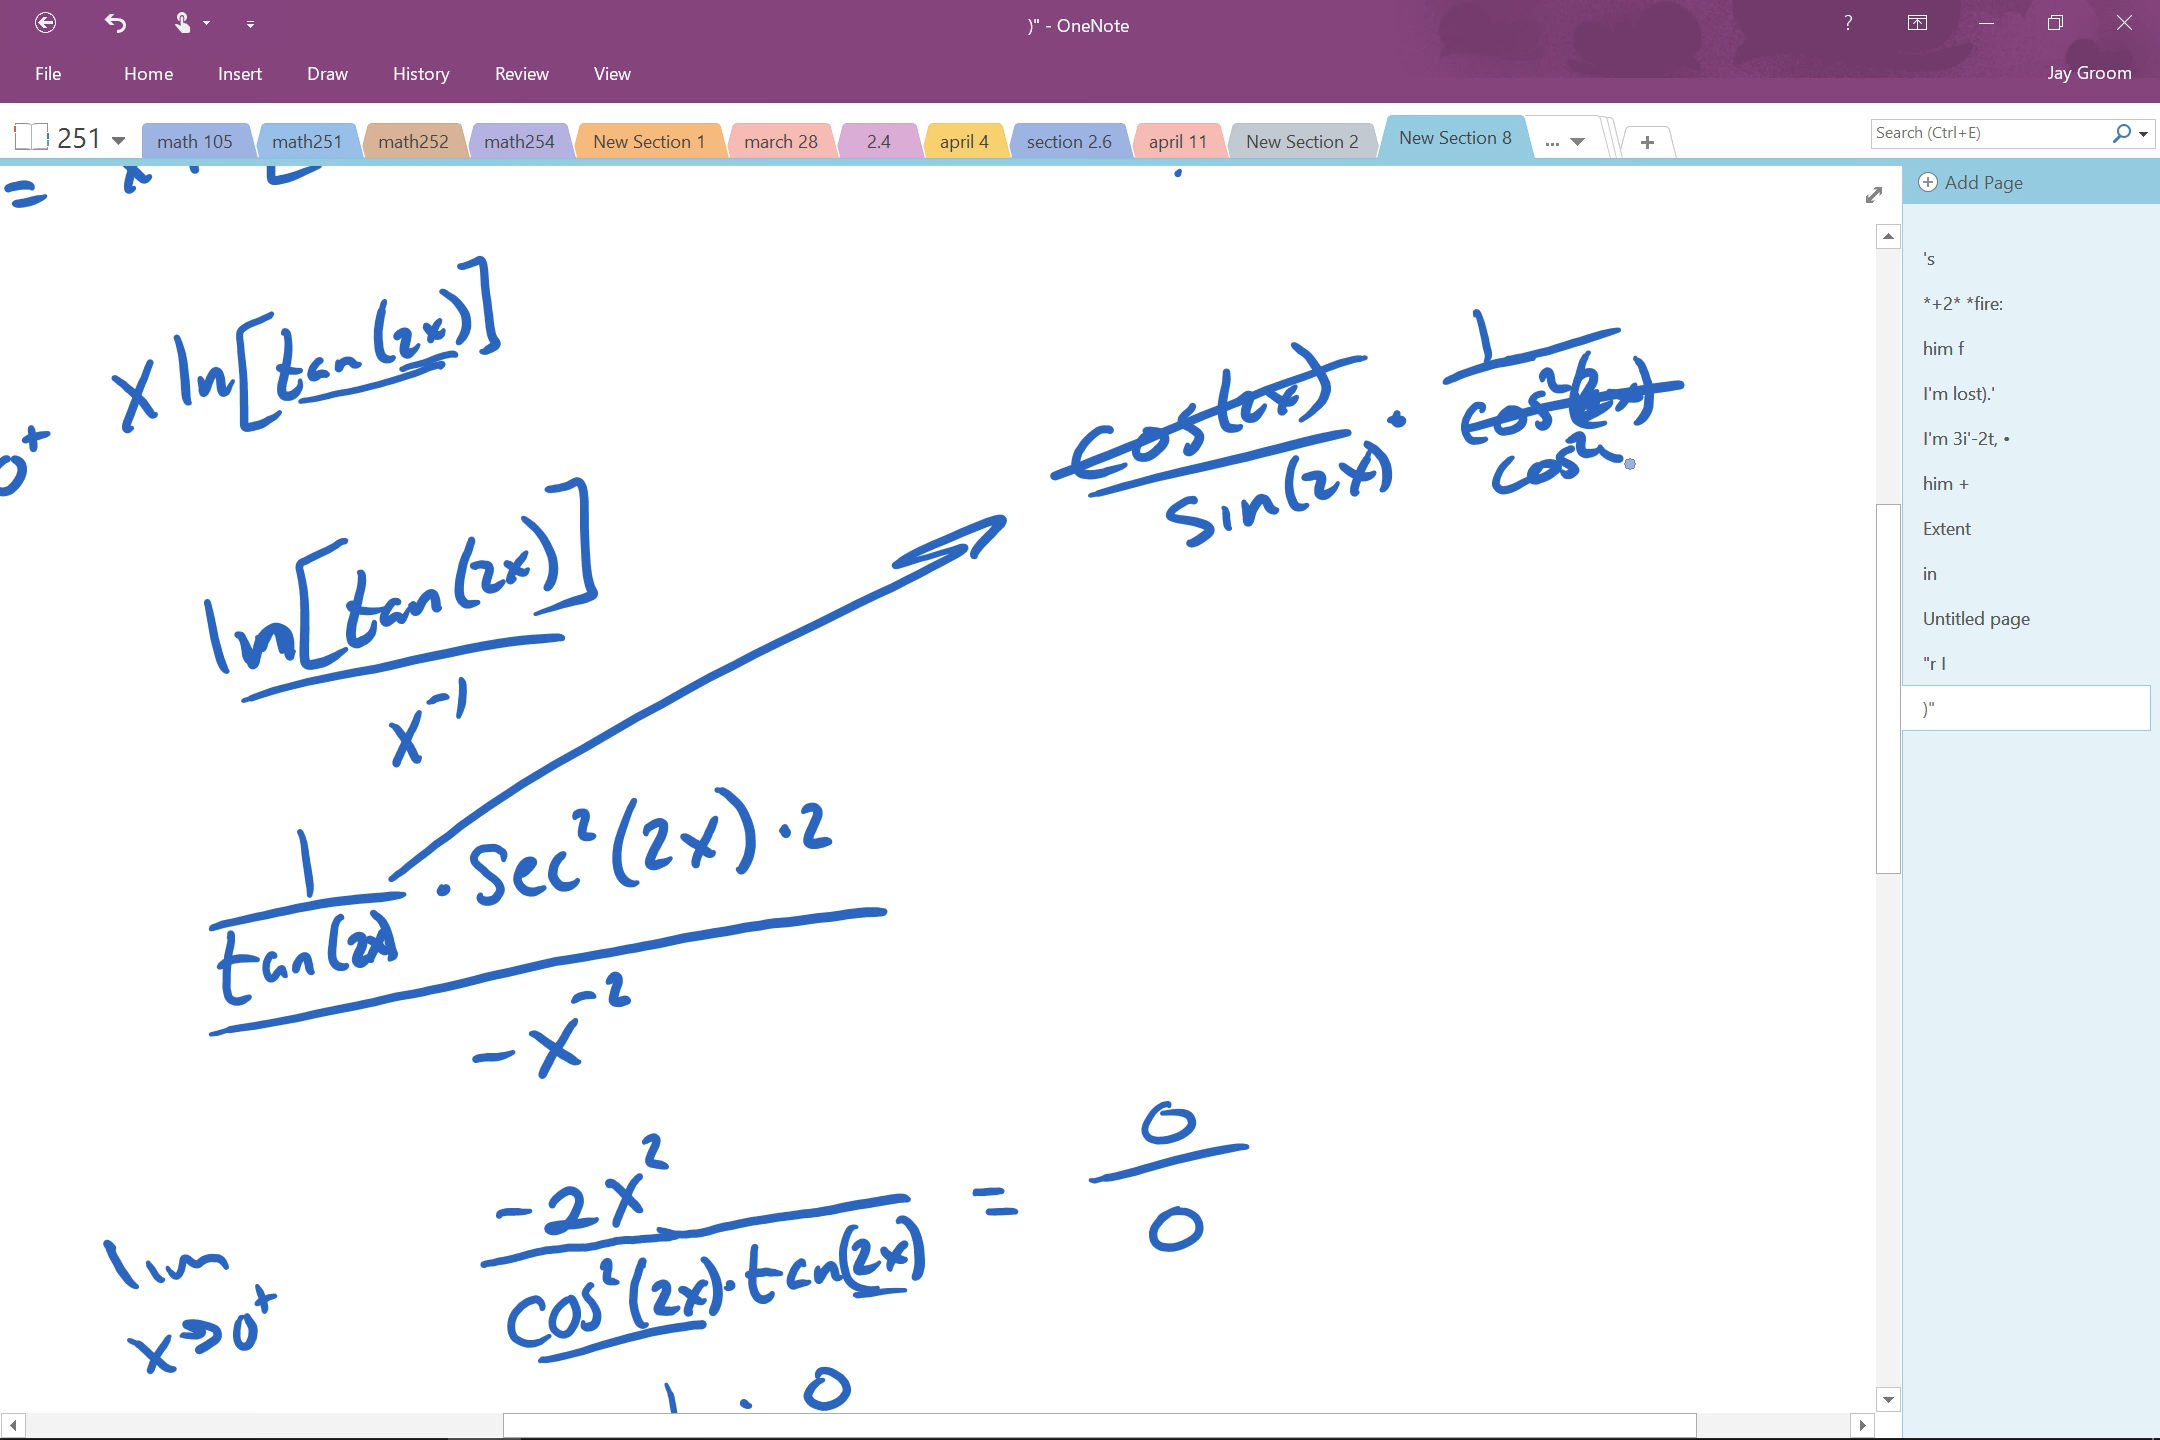 )" - OneNote
?
File Home Insert Draw History Review View
Jay Groom
251 math 105 math251 math252 math254 New Section 1 march 28 2.4 april 4 section 2.6 april 11 New Section 2 New Section 8 ... +
Search (Ctrl+E)
Add Page
's
*+2* *fire:
him f
I'm lost).'
I'm 3i'-2t, •
him +
Extent
in
Untitled page
"r I
)"
=
0⁺ x ln[tan(2x)]
ln[tan(2x)]
x⁻¹
1
tan(2x) · Sec²(2x) · 2
-x⁻²
cos(2x) · 1
sin(2x) cos²(2x)
cos
lim -2x² = 0
x→0⁺ cos²(2x) · tan(2x) 0
1 · 0